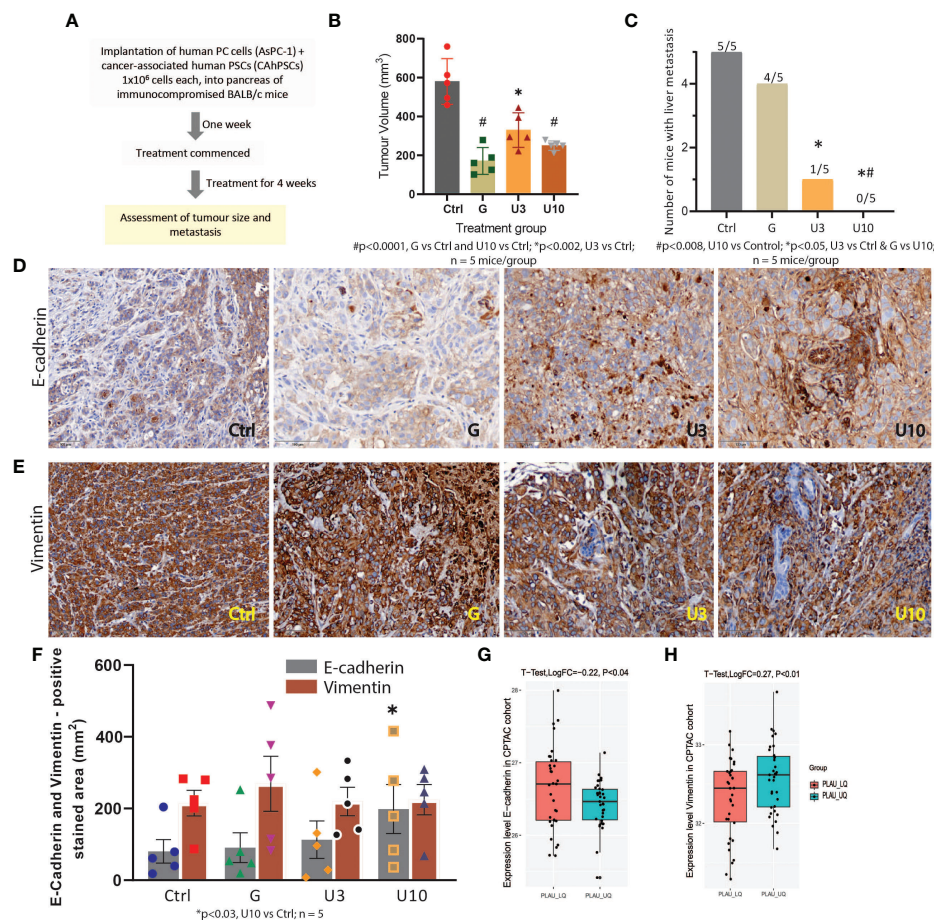 A
Implantation of human PC cells (AsPC-1) +
cancer-associated human PSCs (CAhPSCs)
1x10⁶ cells each, into pancreas of
immunocompromised BALB/c mice
One week
Treatment commenced
Treatment for 4 weeks
Assessment of tumour size and
metastasis
B
Tumour Volume (mm³)
800
600
400
200
0
#
*
#
Ctrl G U3 U10
Treatment group
#p<0.0001, G vs Ctrl and U10 vs Ctrl; *p<0.002, U3 vs Ctrl;
n = 5 mice/group
C
Number of mice with liver metastasis
4
2
0
5/5
4/5
*
1/5
*#
0/5
Ctrl G U3 U10
#p<0.008, U10 vs Control; *p<0.05, U3 vs Ctrl & G vs U10;
n = 5 mice/group
D
E-cadherin
Ctrl
G
U3
U10
E
Vimentin
Ctrl
G
U3
U10
F
E-Cadherin and Vimentin - positive
stained area (mm²)
600
400
200
0
E-cadherin
Vimentin
*
Ctrl G U3 U10
*p<0.03, U10 vs Ctrl; n = 5
G
T-Test,LogFC=-0.22, P<0.04
Expression level E-cadherin in CPTAC cohort
28
27
26
PLAU_LQ PLAU_UQ
H
T-Test,LogFC=0.27, P<0.01
Expression level Vimentin in CPTAC cohort
33
32
PLAU_LQ PLAU_UQ
Group
PLAU_LQ
PLAU_UQ